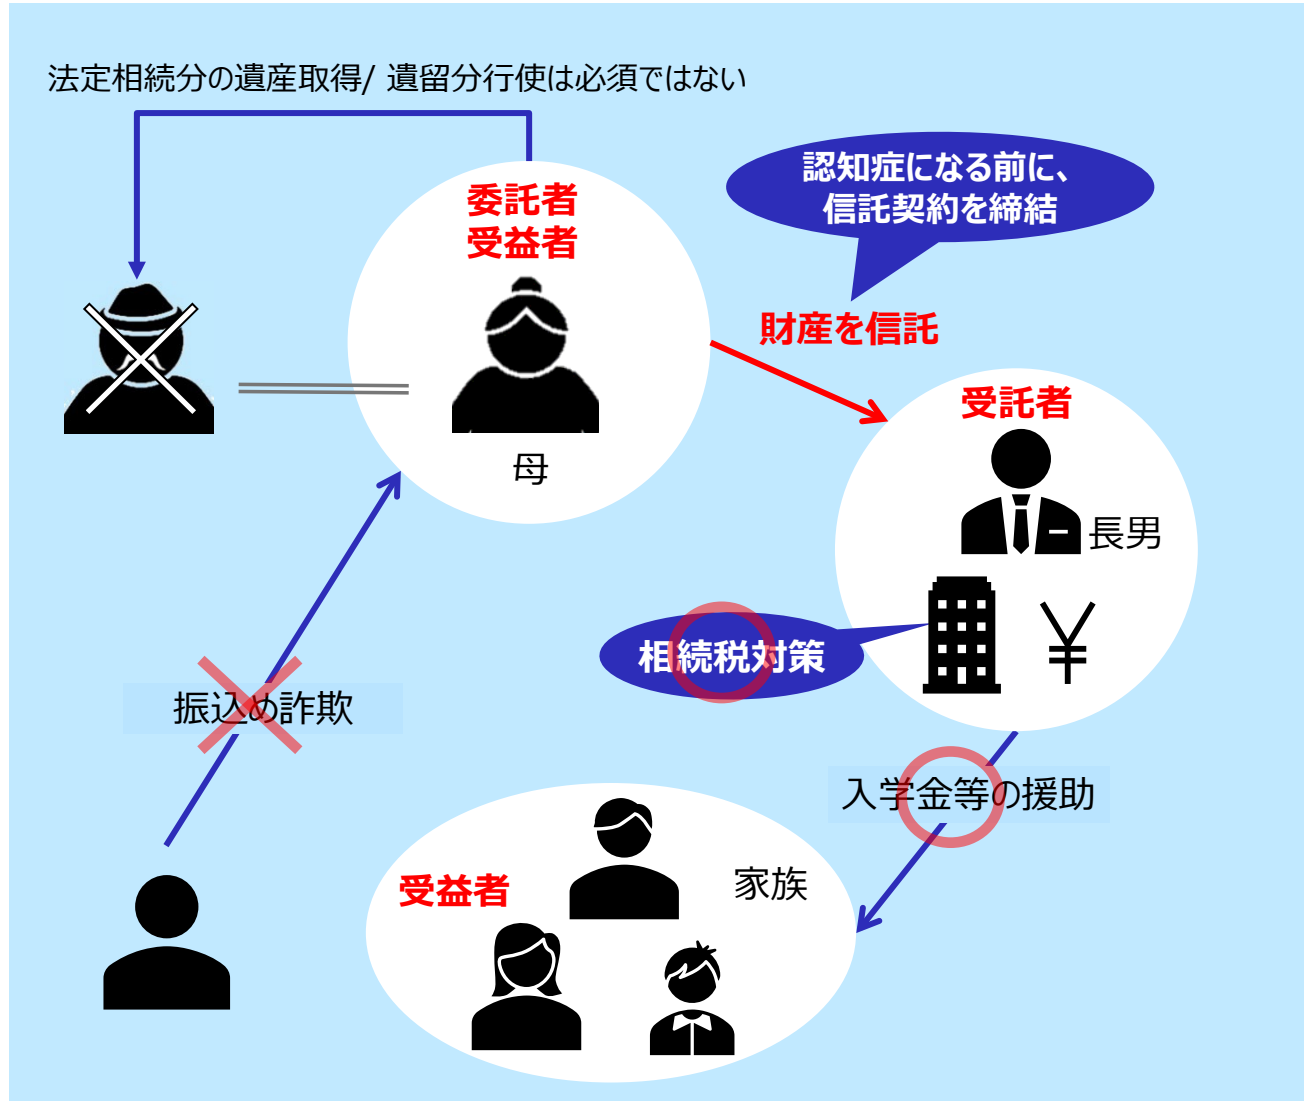 法定相続分の遺産取得/ 遺留分行使は必須ではない
認知症になる前に、
信託契約を締結
委託者
受益者
財産を信託
母
受託者
長男
相続税対策
¥
振込め詐欺
入学金等の援助
受益者
家族